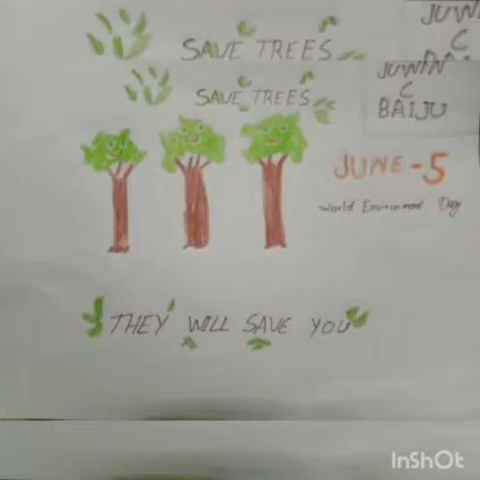 SAVE TREES
JUWIN
C
SAVE TREES
JUWIN
C
BAIJU
JUNE - 5
World Environment Day
THEY WILL SAVE YOU
InShOt